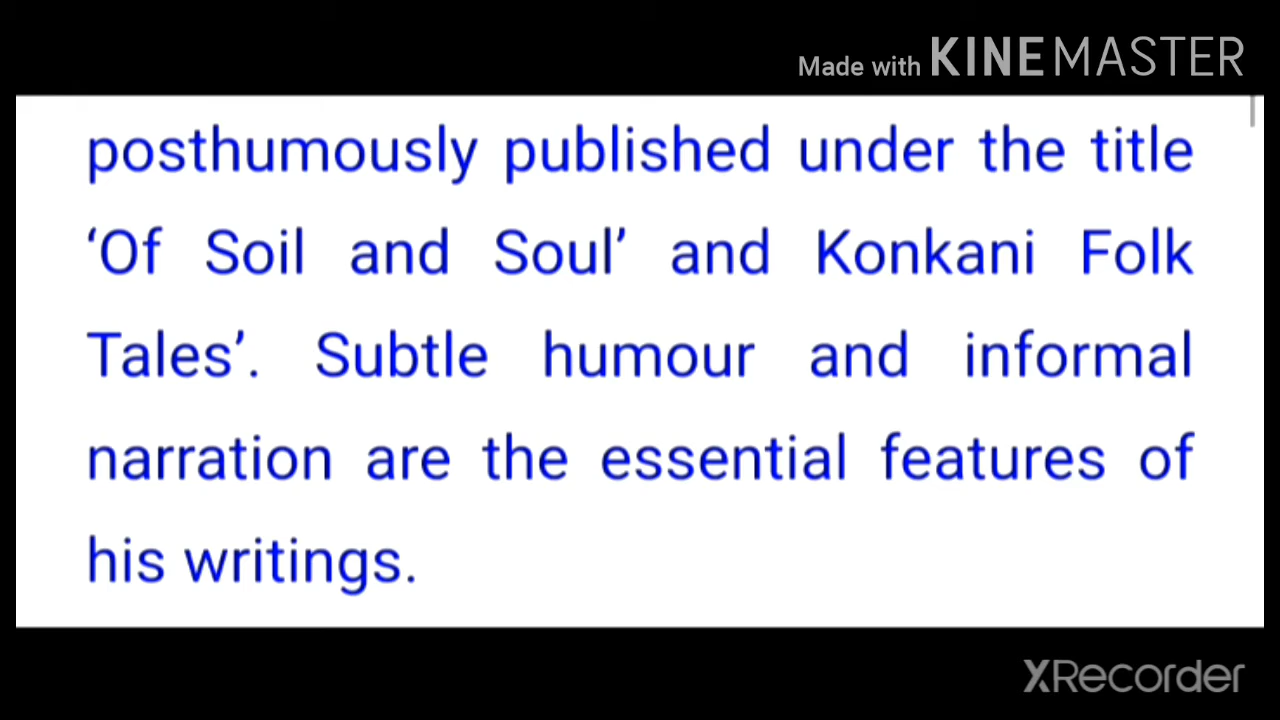 Made with KINEMASTER
posthumously published under the title
‘Of Soil and Soul’ and Konkani Folk
Tales’. Subtle humour and informal
narration are the essential features of
his writings.
XRecorder